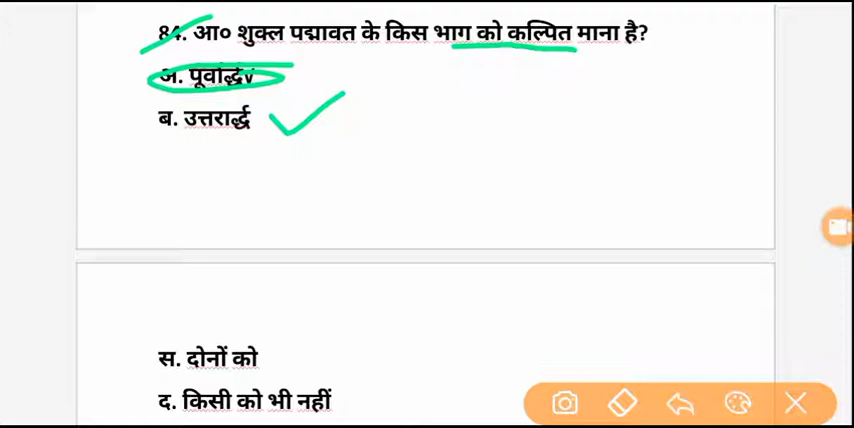 84. आ० शुक्ल पद्मावत के किस भाग को कल्पित माना है?
अ. पूर्वार्द्ध√
ब. उत्तरार्द्ध
स. दोनों को
द. किसी को भी नहीं